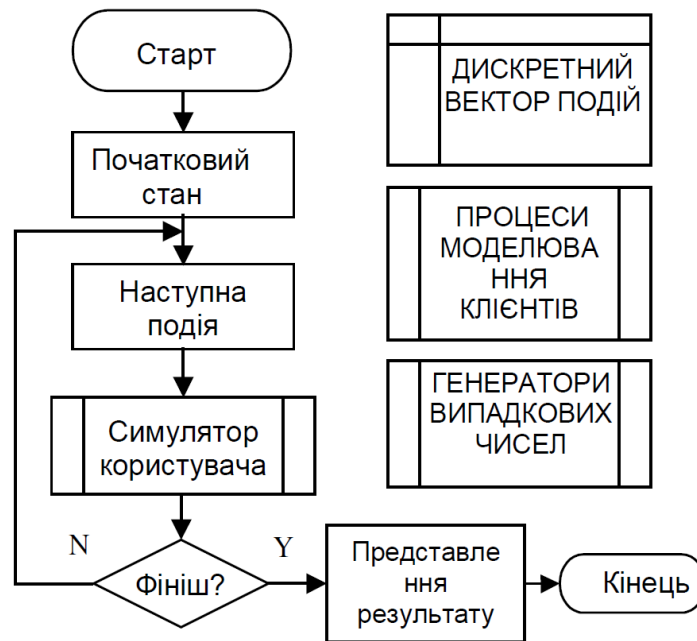 Старт
Початковий
стан
Наступна
подія
Симулятор
користувача
N
Фініш?
Y
Представле
ння
результату
Кінець
ДИСКРЕТНИЙ
ВЕКТОР ПОДІЙ
ПРОЦЕСИ
МОДЕЛЮВА
ННЯ
КЛІЄНТІВ
ГЕНЕРАТОРИ
ВИПАДКОВИХ
ЧИСЕЛ